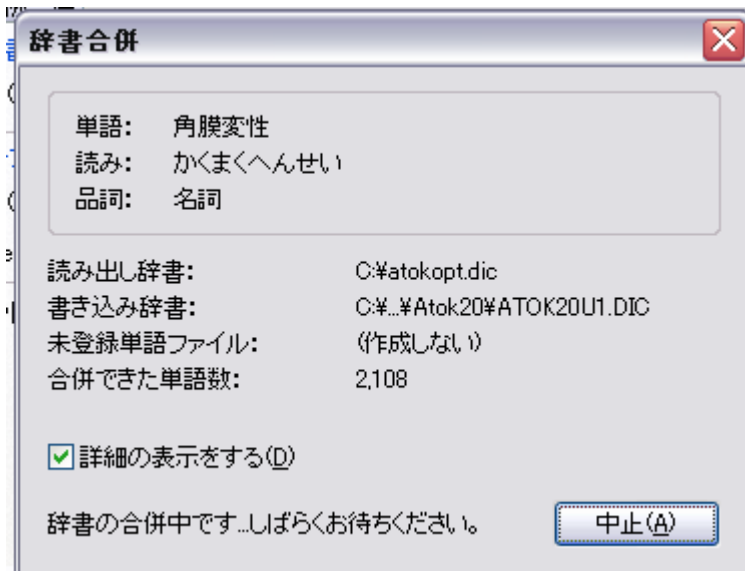 辞書合併
単語: 角膜変性
読み: かくまくへんせい
品詞: 名詞
読み出し辞書: C:¥atokopt.dic
書き込み辞書: C:¥...¥Atok20¥ATOK20U1.DIC
未登録単語ファイル: (作成しない)
合併できた単語数: 2,108
詳細の表示をする(D)
辞書の合併中です...しばらくお待ちください。 中止(A)